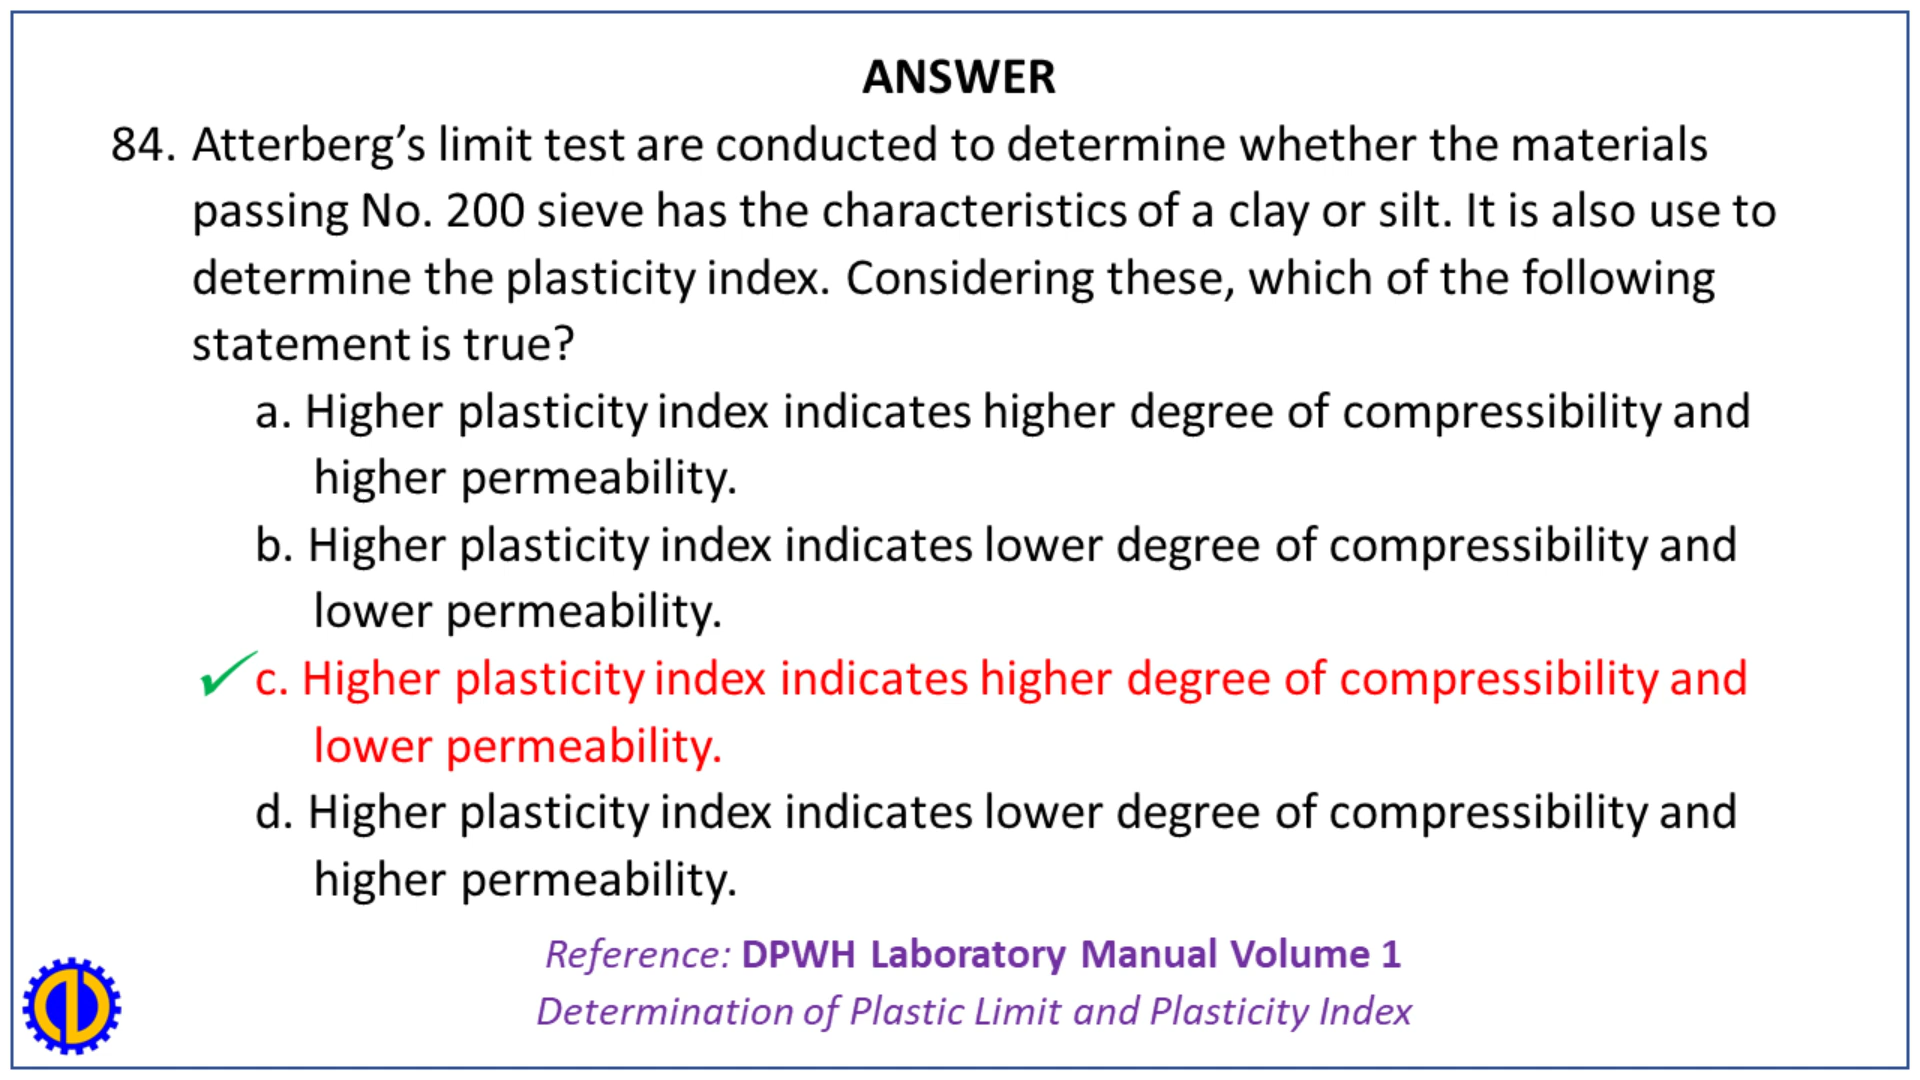 ANSWER
84. Atterberg’s limit test are conducted to determine whether the materials
passing No. 200 sieve has the characteristics of a clay or silt. It is also use to
determine the plasticity index. Considering these, which of the following
statement is true?
a. Higher plasticity index indicates higher degree of compressibility and
higher permeability.
b. Higher plasticity index indicates lower degree of compressibility and
lower permeability.
c. Higher plasticity index indicates higher degree of compressibility and
lower permeability.
d. Higher plasticity index indicates lower degree of compressibility and
higher permeability.
Reference: DPWH Laboratory Manual Volume 1
Determination of Plastic Limit and Plasticity Index